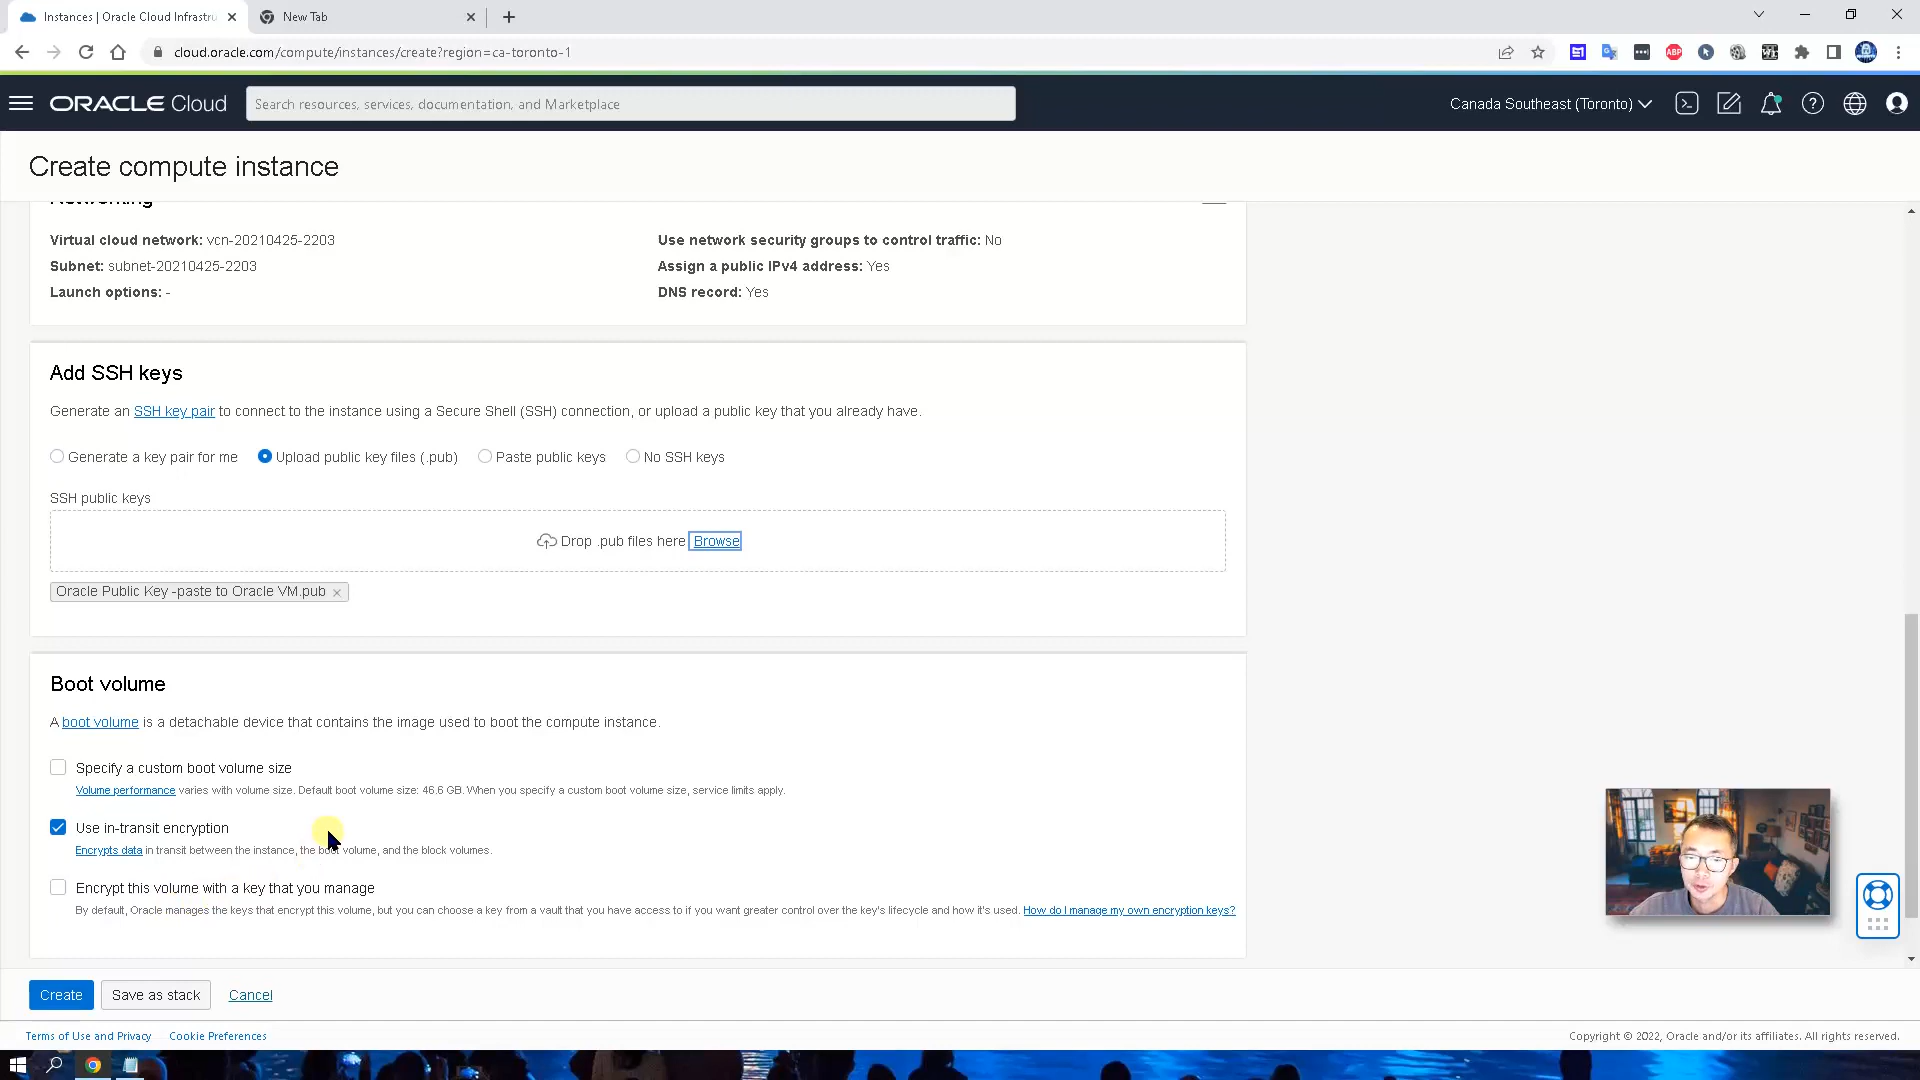 Instances | Oracle Cloud Infrastru
New Tab
cloud.oracle.com/compute/instances/create?region=ca-toronto-1
ABP
ORACLE Cloud
Search resources, services, documentation, and Marketplace
Canada Southeast (Toronto)
Create compute instance
Networking
Virtual cloud network: vcn-20210425-2203
Use network security groups to control traffic: No
Subnet: subnet-20210425-2203
Assign a public IPv4 address: Yes
Launch options: -
DNS record: Yes
Add SSH keys
Generate an SSH key pair to connect to the instance using a Secure Shell (SSH) connection, or upload a public key that you already have.
Generate a key pair for me
Upload public key files (.pub)
Paste public keys
No SSH keys
SSH public keys
Drop .pub files here Browse
Oracle Public Key -paste to Oracle VM.pub ×
Boot volume
A boot volume is a detachable device that contains the image used to boot the compute instance.
Specify a custom boot volume size
Volume performance varies with volume size. Default boot volume size: 46.6 GB. When you specify a custom boot volume size, service limits apply.
Use in-transit encryption
Encrypts data in transit between the instance, the boot volume, and the block volumes.
Encrypt this volume with a key that you manage
By default, Oracle manages the keys that encrypt this volume, but you can choose a key from a vault that you have access to if you want greater control over the key's lifecycle and how it's used. How do I manage my own encryption keys?
Create
Save as stack
Cancel
Terms of Use and Privacy
Cookie Preferences
Copyright © 2022, Oracle and/or its affiliates. All rights reserved.